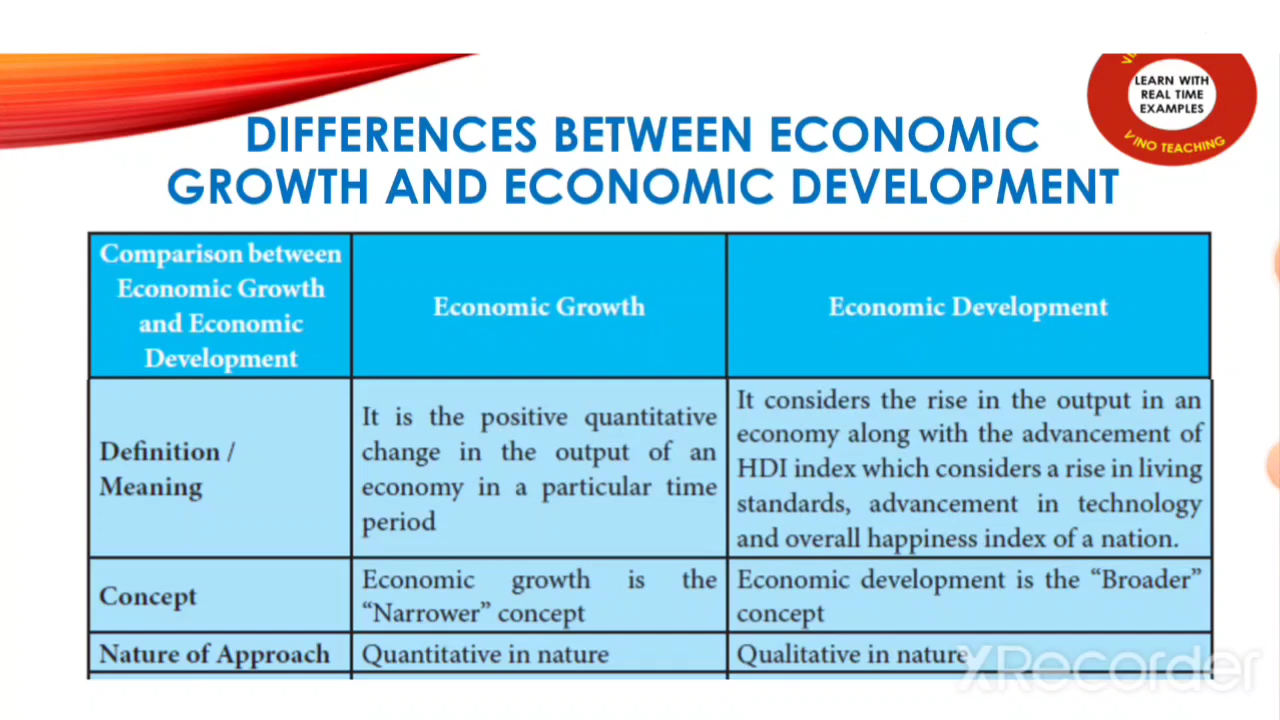 LEARN WITH
REAL TIME
EXAMPLES
VINO TEACHING
DIFFERENCES BETWEEN ECONOMIC
GROWTH AND ECONOMIC DEVELOPMENT
Comparison between
Economic Growth
and Economic
Development
Economic Growth
Economic Development
Definition /
Meaning
It is the positive quantitative
change in the output of an
economy in a particular time
period
It considers the rise in the output in an
economy along with the advancement of
HDI index which considers a rise in living
standards, advancement in technology
and overall happiness index of a nation.
Concept
Economic growth is the
“Narrower” concept
Economic development is the “Broader”
concept
Nature of Approach
Quantitative in nature
Qualitative in nature
XRecorder